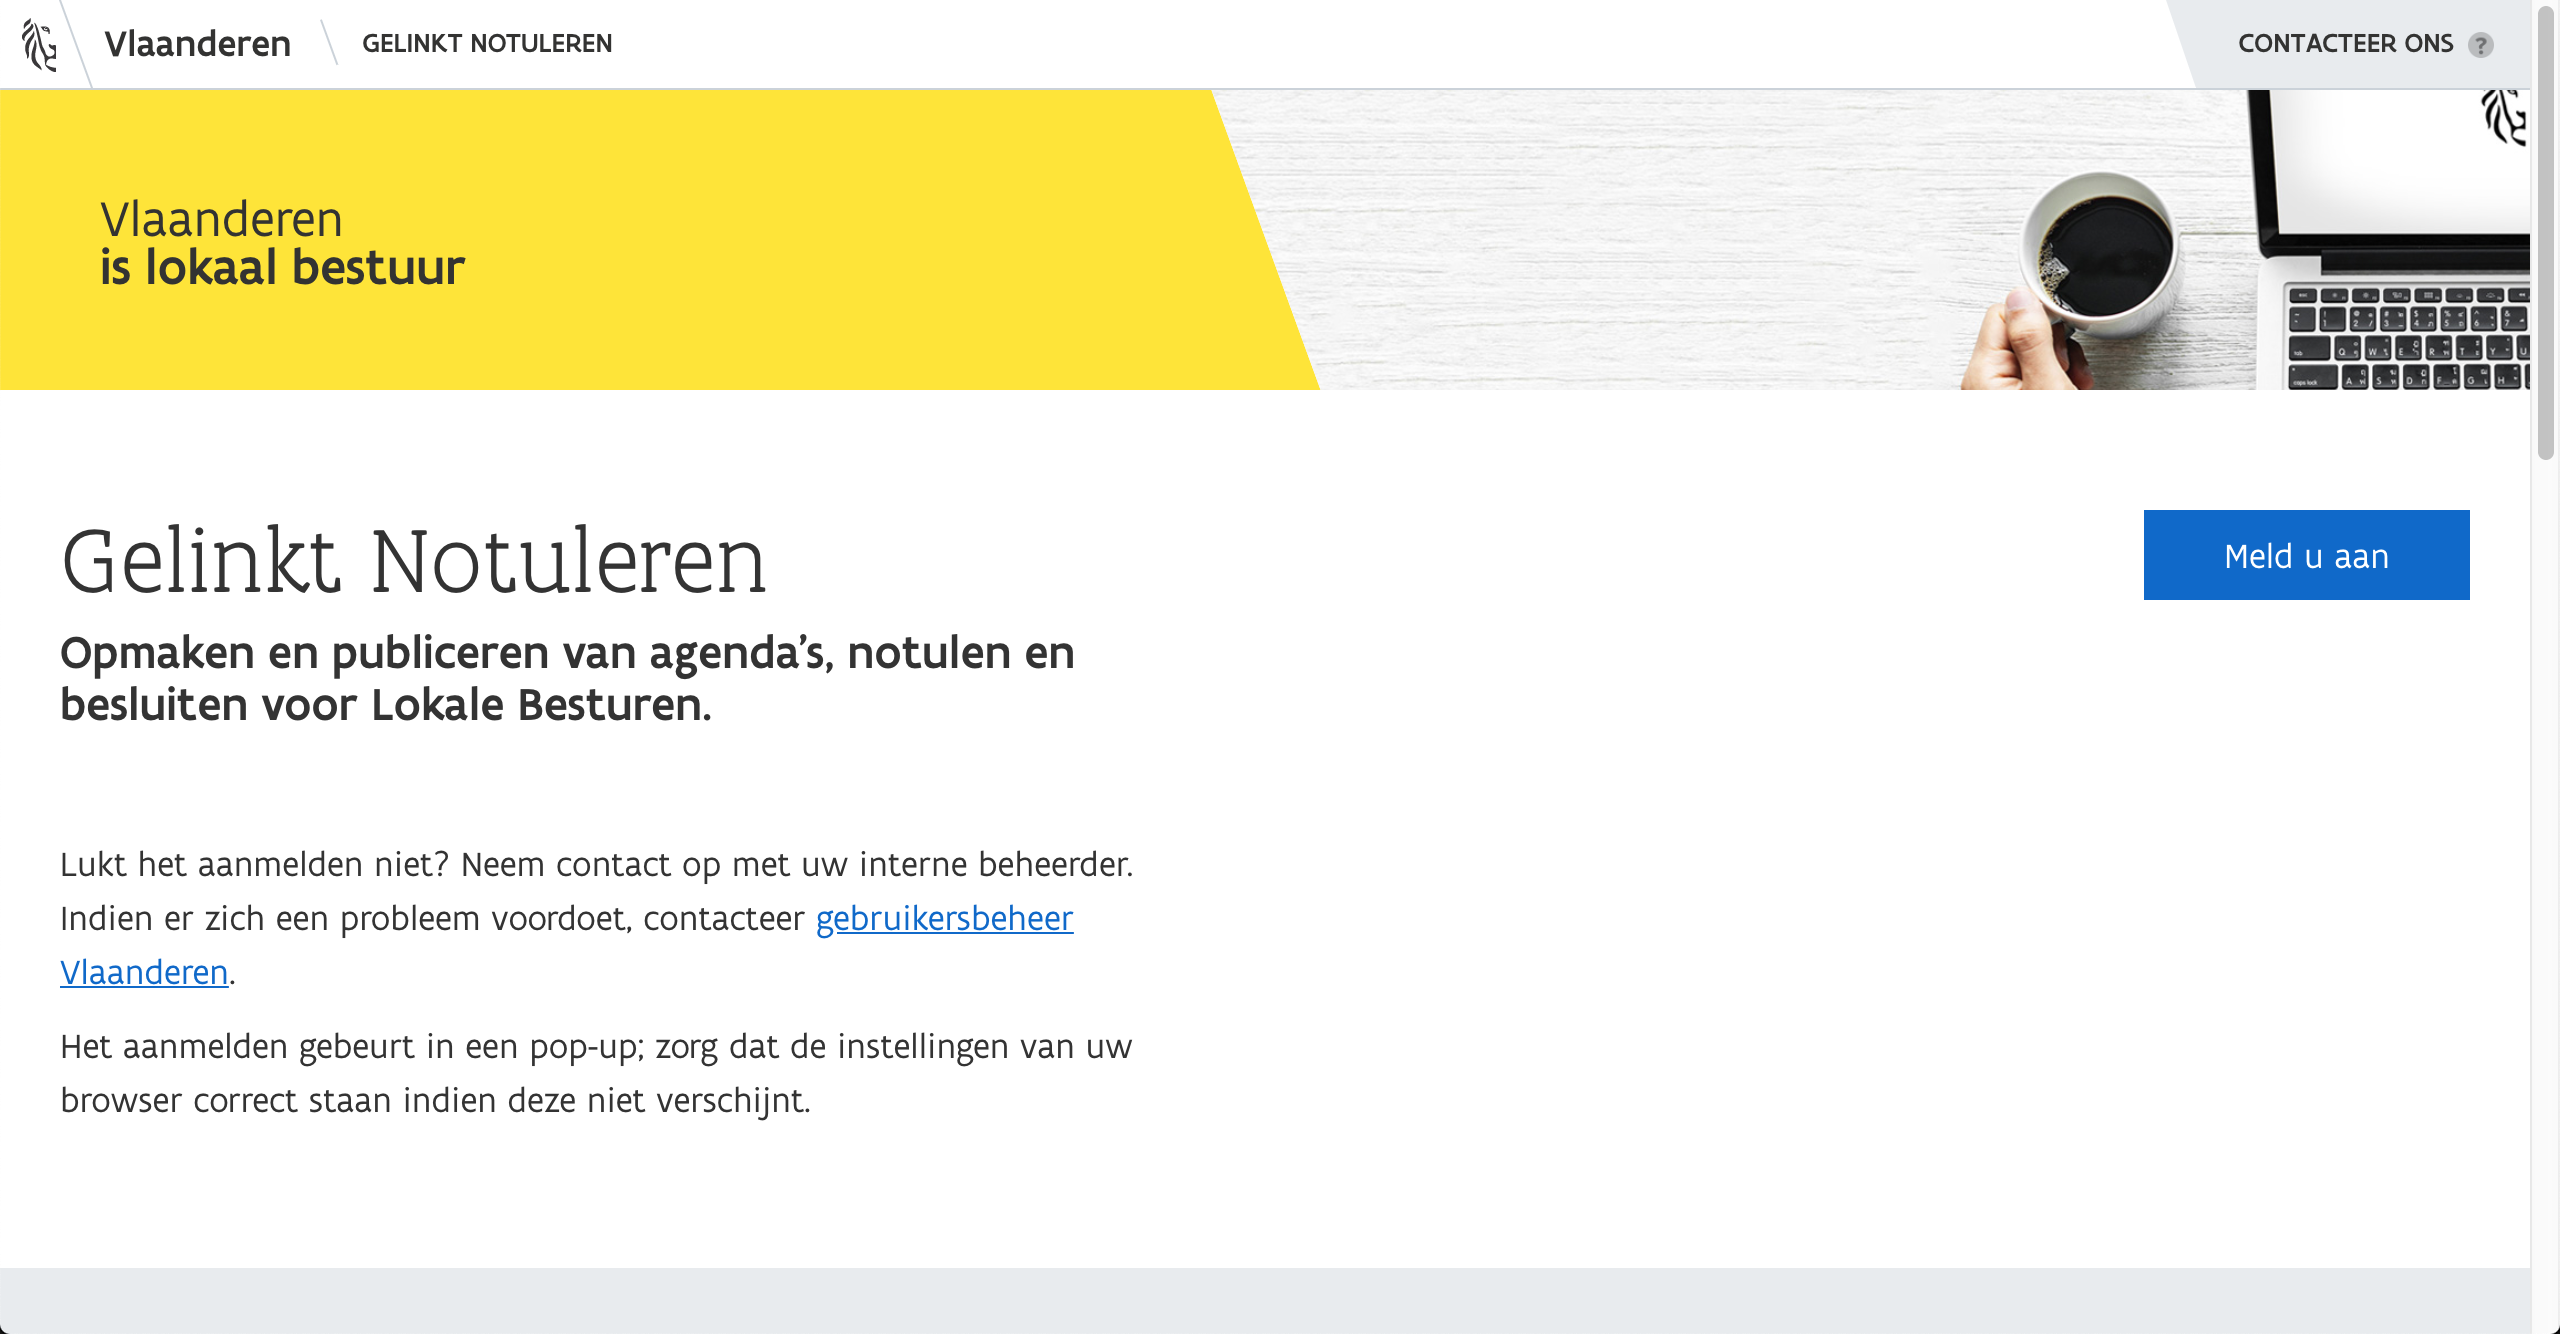 Vlaanderen
GELINKT NOTULEREN
CONTACTEER ONS ?
Vlaanderen
is lokaal bestuur
Gelinkt Notuleren
Meld u aan
Opmaken en publiceren van agenda’s, notulen en
besluiten voor Lokale Besturen.
Lukt het aanmelden niet? Neem contact op met uw interne beheerder.
Indien er zich een probleem voordoet, contacteer gebruikersbeheer
Vlaanderen.
Het aanmelden gebeurt in een pop-up; zorg dat de instellingen van uw
browser correct staan indien deze niet verschijnt.